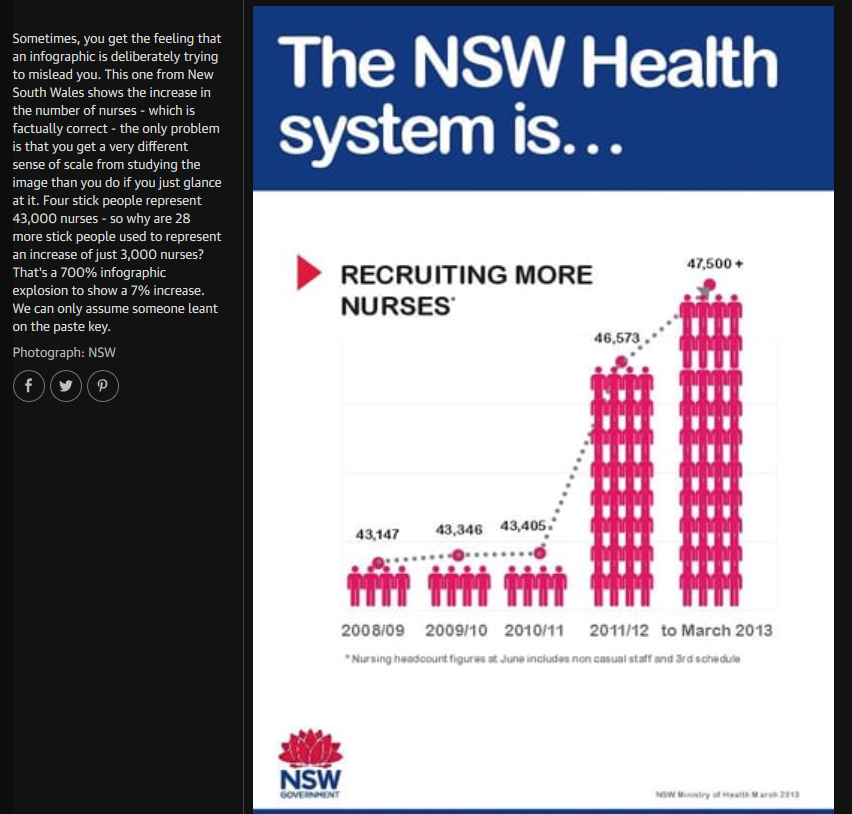 Sometimes, you get the feeling that
an infographic is deliberately trying
to mislead you. This one from New
South Wales shows the increase in
the number of nurses - which is
factually correct - the only problem
is that you get a very different
sense of scale from studying the
image than you do if you just glance
at it. Four stick people represent
43,000 nurses - so why are 28
more stick people used to represent
an increase of just 3,000 nurses?
That's a 700% infographic
explosion to show a 7% increase.
We can only assume someone leant
on the paste key.
Photograph: NSW
The NSW Health
system is...
RECRUITING MORE
NURSES*
47,500 +
46,573
43,147
43,346
43,405
2008/09
2009/10
2010/11
2011/12
to March 2013
* Nursing headcount figures at June includes non casual staff and 3rd schedule
NSW
GOVERNMENT
NSW Ministry of Health March 2013